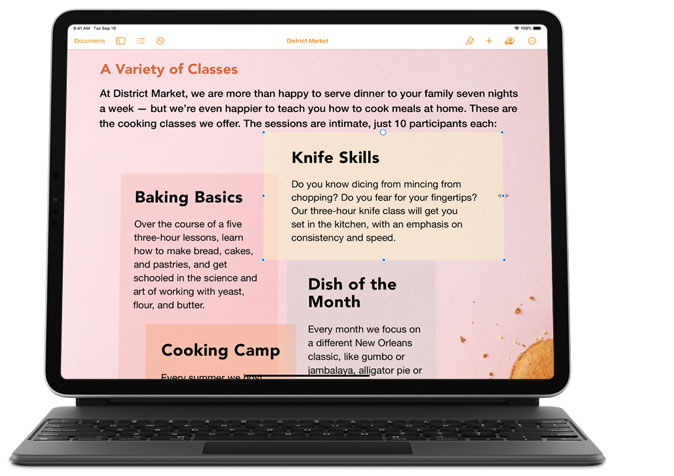 9:41 AM Tue Sep 19
100%
Documents
District Market
A Variety of Classes
At District Market, we are more than happy to serve dinner to your family seven nights
a week — but we’re even happier to teach you how to cook meals at home. These are
the cooking classes we offer. The sessions are intimate, just 10 participants each:
Knife Skills
Do you know dicing from mincing from
chopping? Do you fear for your fingertips?
Our three-hour knife class will get you
set in the kitchen, with an emphasis on
consistency and speed.
Baking Basics
Over the course of a five
three-hour lessons, learn
how to make bread, cakes,
and pastries, and get
schooled in the science and
art of working with yeast,
flour, and butter.
Dish of the
Month
Every month we focus on
a different New Orleans
classic, like gumbo or
jambalaya, alligator pie or
Cooking Camp
Every summer we host